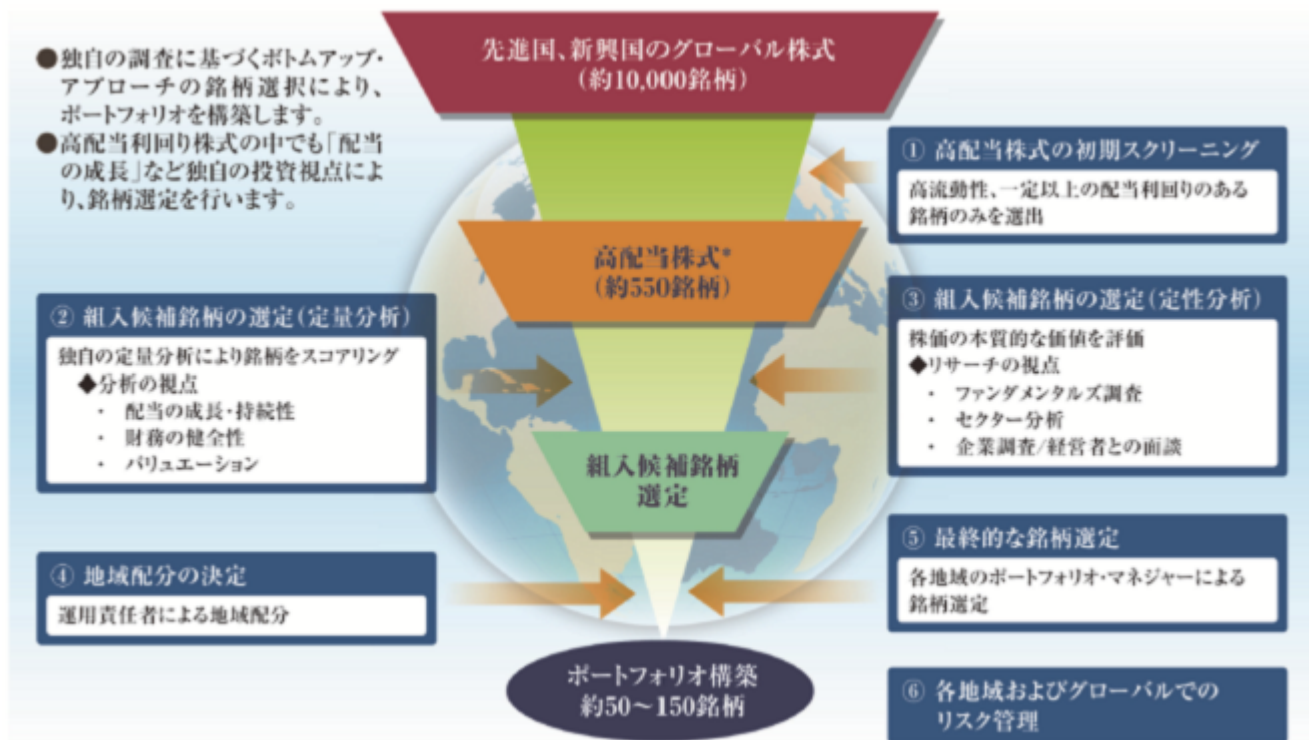 ●独自の調査に基づくボトムアップ・
アプローチの銘柄選択により、
ポートフォリオを構築します。
●高配当利回り株式の中でも「配当
の成長」など独自の投資視点によ
り、銘柄選定を行います。
先進国、新興国のグローバル株式
(約10,000銘柄)
① 高配当株式の初期スクリーニング
高流動性、一定以上の配当利回りのある
銘柄のみを選出
高配当株式*
(約550銘柄)
② 組入候補銘柄の選定(定量分析)
独自の定量分析により銘柄をスコアリング
◆分析の視点
・ 配当の成長・持続性
・ 財務の健全性
・ バリュエーション
③ 組入候補銘柄の選定(定性分析)
株価の本質的な価値を評価
◆リサーチの視点
・ ファンダメンタルズ調査
・ セクター分析
・ 企業調査/経営者との面談
組入候補銘柄
選定
④ 地域配分の決定
運用責任者による地域配分
⑤ 最終的な銘柄選定
各地域のポートフォリオ・マネジャーによる
銘柄選定
ポートフォリオ構築
約50〜150銘柄
⑥ 各地域およびグローバルでの
リスク管理